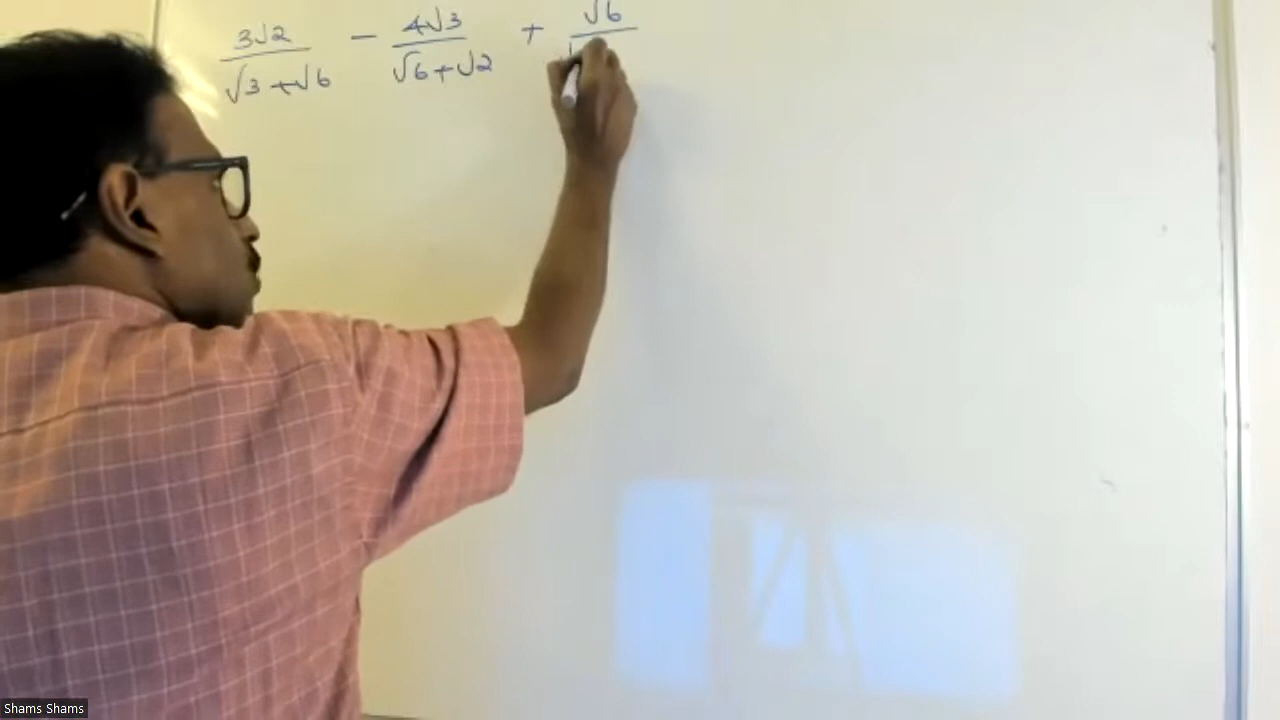 3√2 / √3+√6 − 4√3 / √6+√2 + √6 /
Shams Shams